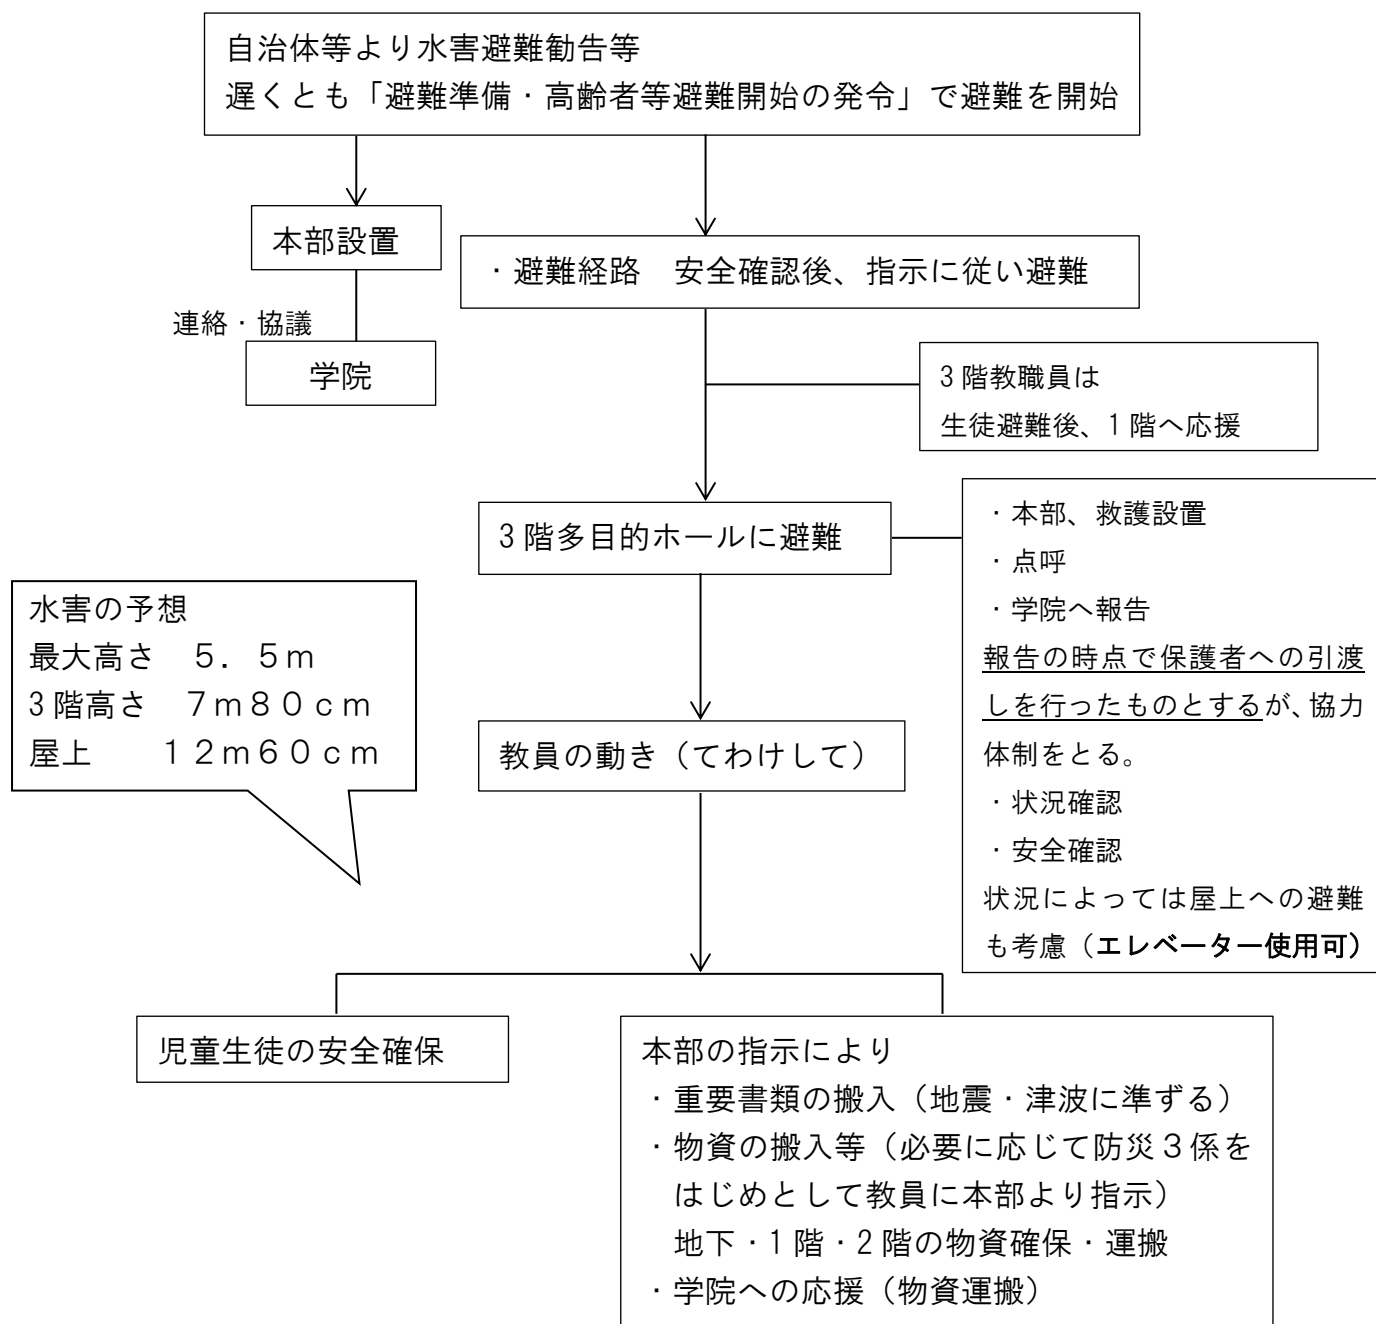 自治体等より水害避難勧告等
遅くとも「避難準備・高齢者等避難開始の発令」で避難を開始
本部設置
・避難経路　安全確認後、指示に従い避難
連絡・協議
学院
3階教職員は
生徒避難後、1階へ応援
3階多目的ホールに避難
・本部、救護設置
・点呼
・学院へ報告
報告の時点で保護者への引渡
しを行ったものとするが、協力
体制をとる。
・状況確認
・安全確認
状況によっては屋上への避難
も考慮（エレベーター使用可）
水害の予想
最大高さ　５．５ｍ
3階高さ　７ｍ８０ｃｍ
屋上　　１２ｍ６０ｃｍ
教員の動き（てわけして）
児童生徒の安全確保
本部の指示により
・重要書類の搬入（地震・津波に準ずる）
・物資の搬入等（必要に応じて防災３係を
はじめとして教員に本部より指示）
地下・1階・2階の物資確保・運搬
・学院への応援（物資運搬）